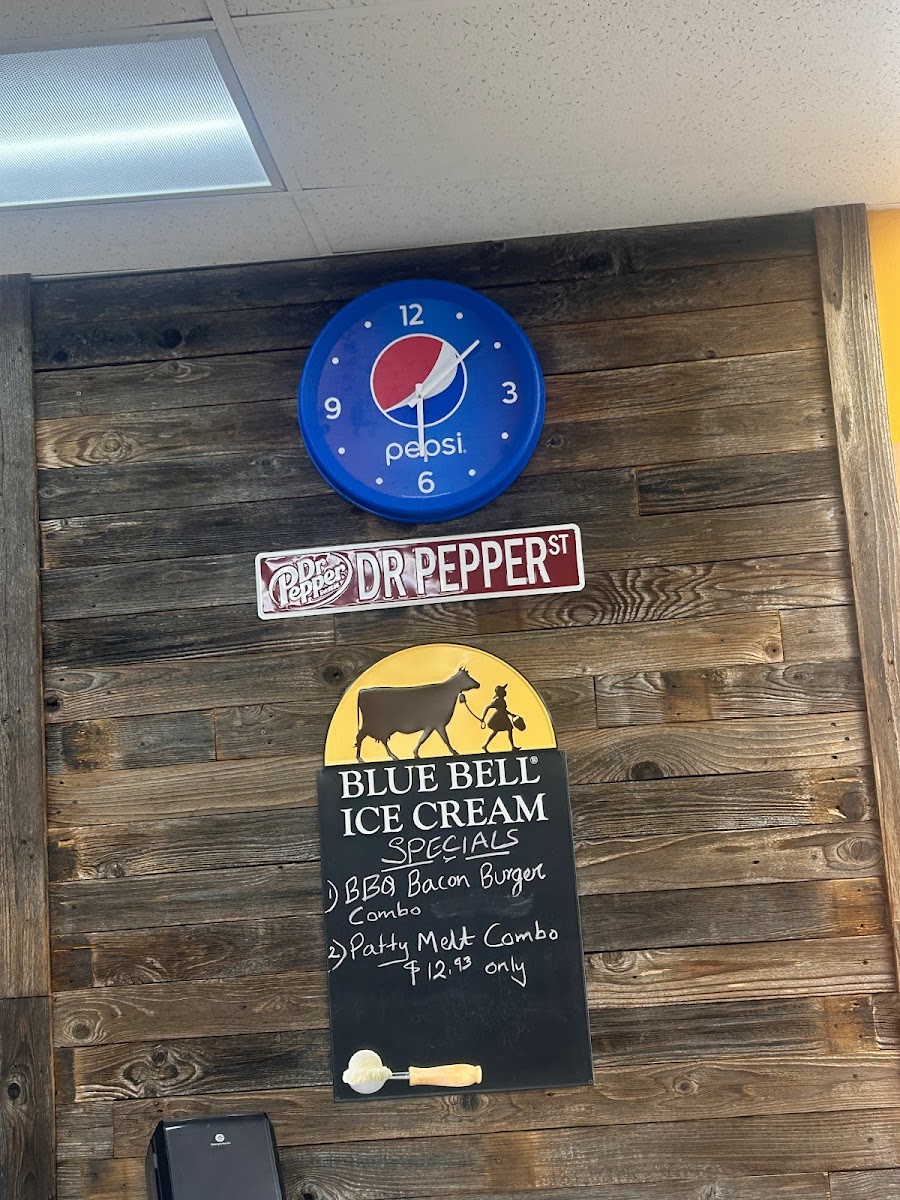 12
9
3
pepsi
6
Dr Pepper
DR PEPPER ST
BLUE BELL®
ICE CREAM
SPECIALS
1) BBQ Bacon Burger
Combo
2) Patty Melt Combo
$12.93 only